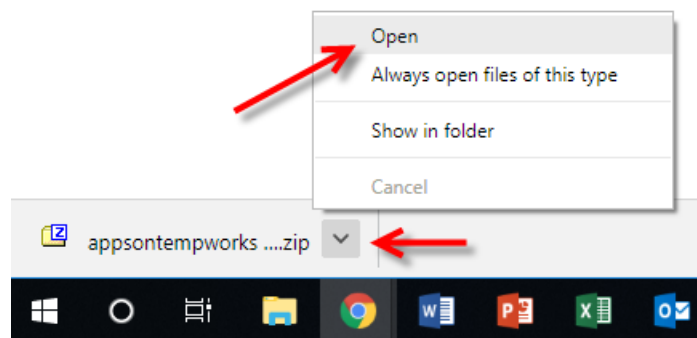 Open
Always open files of this type
Show in folder
Cancel
appsontempworks ....zip